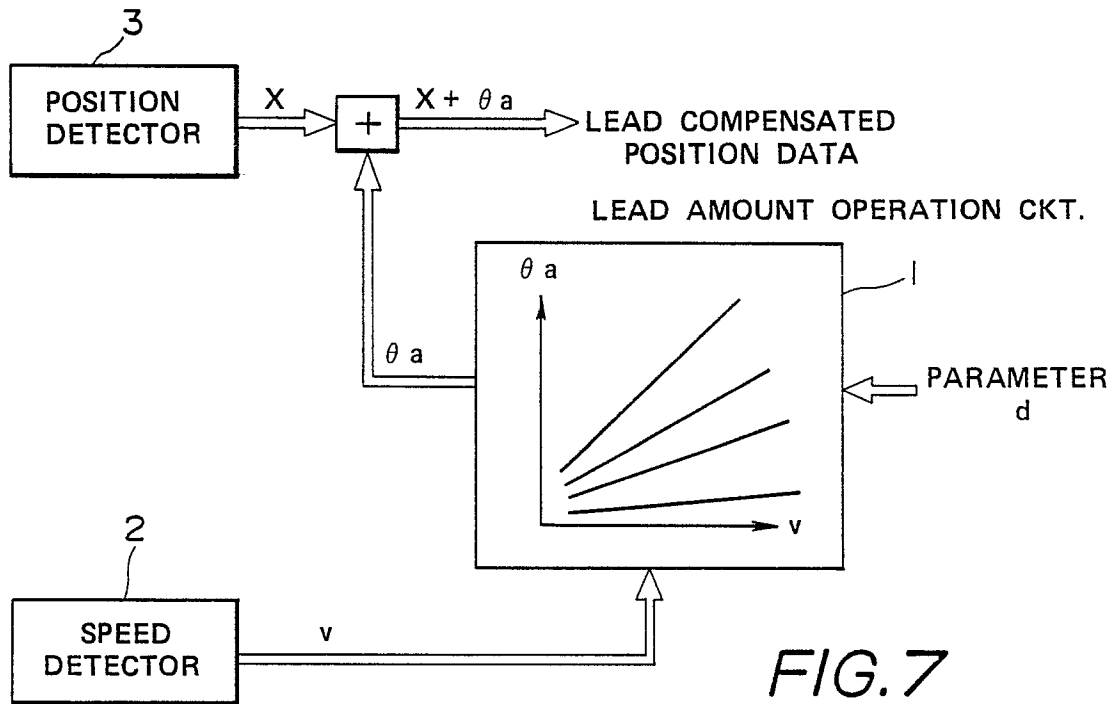 3
POSITION
DETECTOR
X
+
X + θa
LEAD COMPENSATED
POSITION DATA
LEAD AMOUNT OPERATION CKT.
θa
1
θa
PARAMETER
d
v
2
SPEED
DETECTOR
v
FIG.7